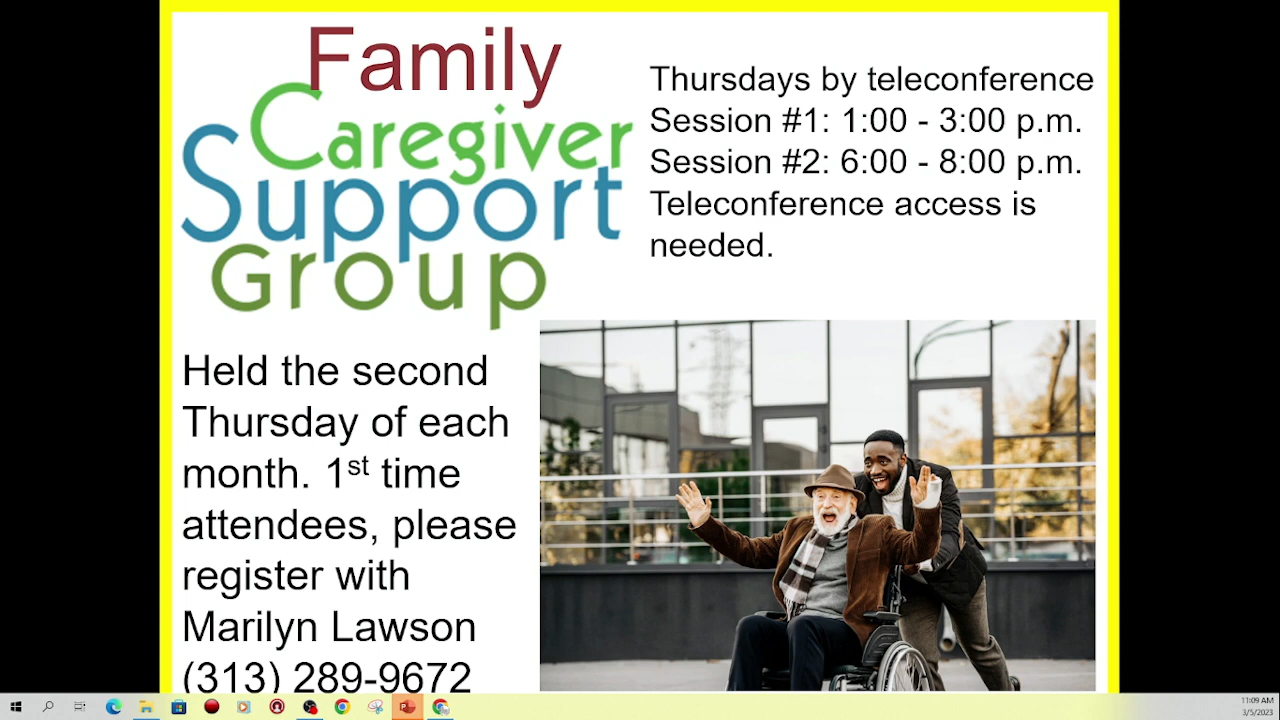 Family
Caregiver
Support
Group
Thursdays by teleconference
Session #1: 1:00 - 3:00 p.m.
Session #2: 6:00 - 8:00 p.m.
Teleconference access is
needed.
Held the second
Thursday of each
month. 1st time
attendees, please
register with
Marilyn Lawson
(313) 289-9672
11:09 AM
3/5/2023